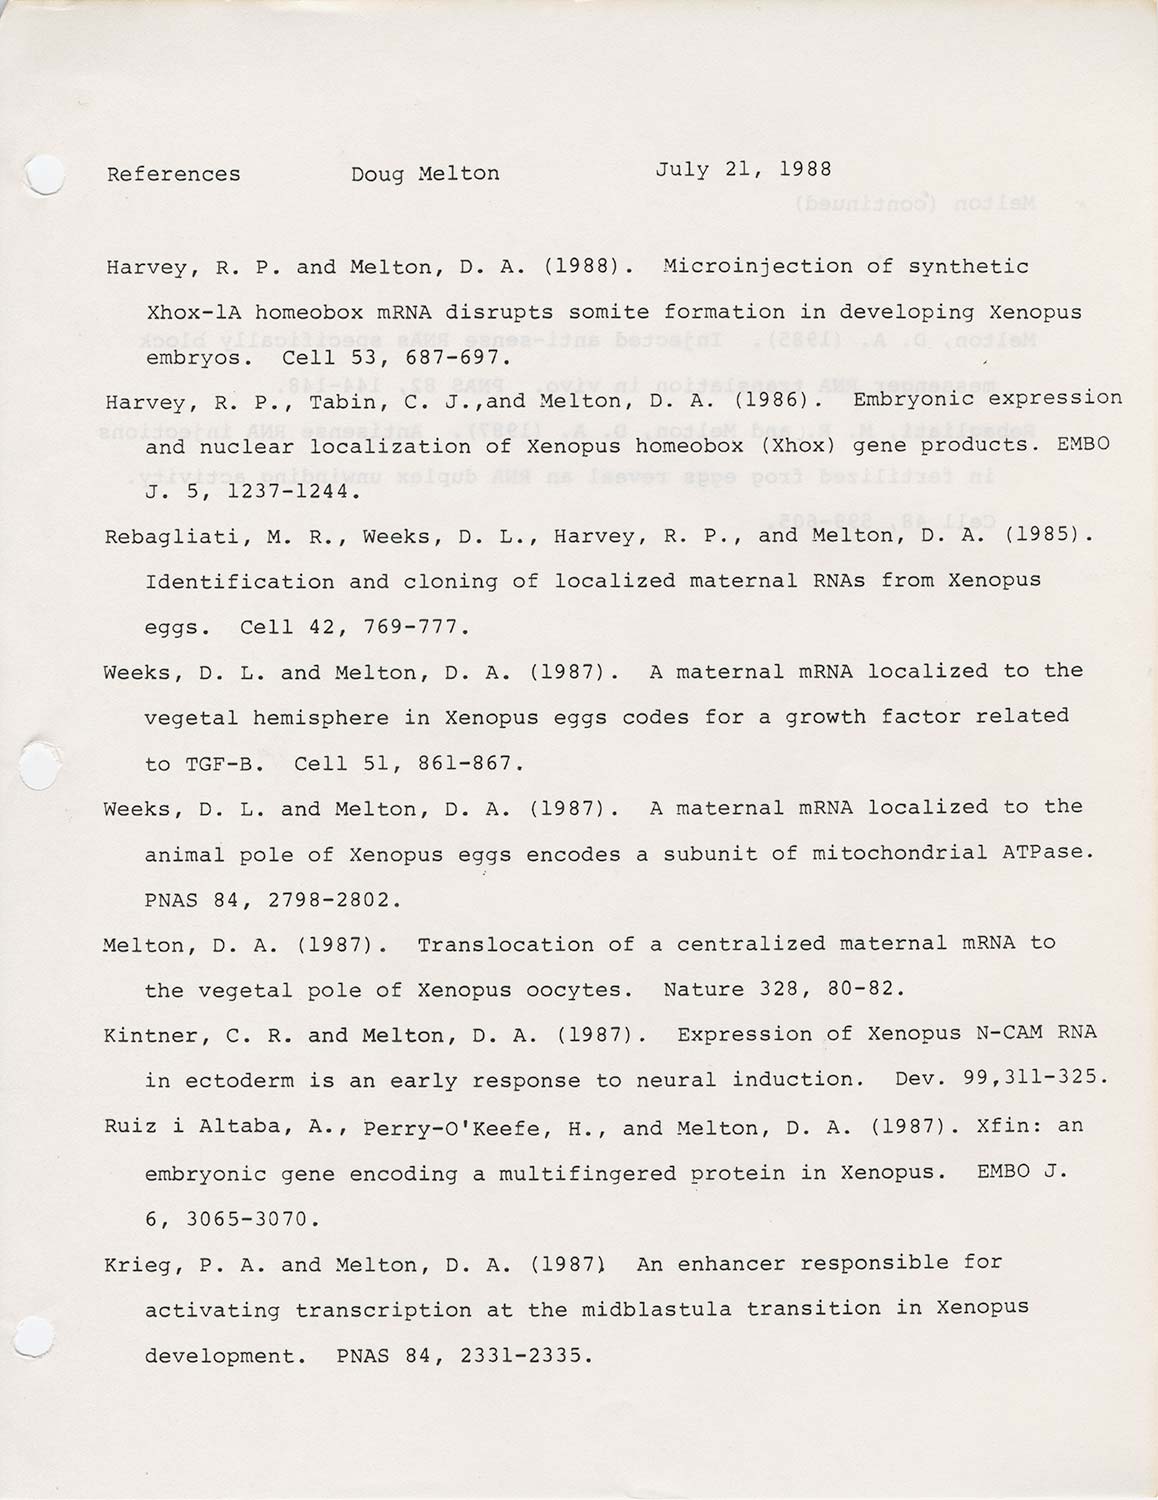 References Doug Melton July 21, 1988
Melton (continued)
Harvey, R. P. and Melton, D. A. (1988). Microinjection of synthetic
Xhox-1A homeobox mRNA disrupts somite formation in developing Xenopus
embryos. Cell 53, 687-697.
Harvey, R. P., Tabin, C. J.,and Melton, D. A. (1986). Embryonic expression
and nuclear localization of Xenopus homeobox (Xhox) gene products. EMBO
J. 5, 1237-1244.
Rebagliati, M. R., Weeks, D. L., Harvey, R. P., and Melton, D. A. (1985).
Identification and cloning of localized maternal RNAs from Xenopus
eggs. Cell 42, 769-777.
Weeks, D. L. and Melton, D. A. (1987). A maternal mRNA localized to the
vegetal hemisphere in Xenopus eggs codes for a growth factor related
to TGF-B. Cell 51, 861-867.
Weeks, D. L. and Melton, D. A. (1987). A maternal mRNA localized to the
animal pole of Xenopus eggs encodes a subunit of mitochondrial ATPase.
PNAS 84, 2798-2802.
Melton, D. A. (1987). Translocation of a centralized maternal mRNA to
the vegetal pole of Xenopus oocytes. Nature 328, 80-82.
Kintner, C. R. and Melton, D. A. (1987). Expression of Xenopus N-CAM RNA
in ectoderm is an early response to neural induction. Dev. 99,311-325.
Ruiz i Altaba, A., Perry-O'Keefe, H., and Melton, D. A. (1987). Xfin: an
embryonic gene encoding a multifingered protein in Xenopus. EMBO J.
6, 3065-3070.
Krieg, P. A. and Melton, D. A. (1987) An enhancer responsible for
activating transcription at the midblastula transition in Xenopus
development. PNAS 84, 2331-2335.